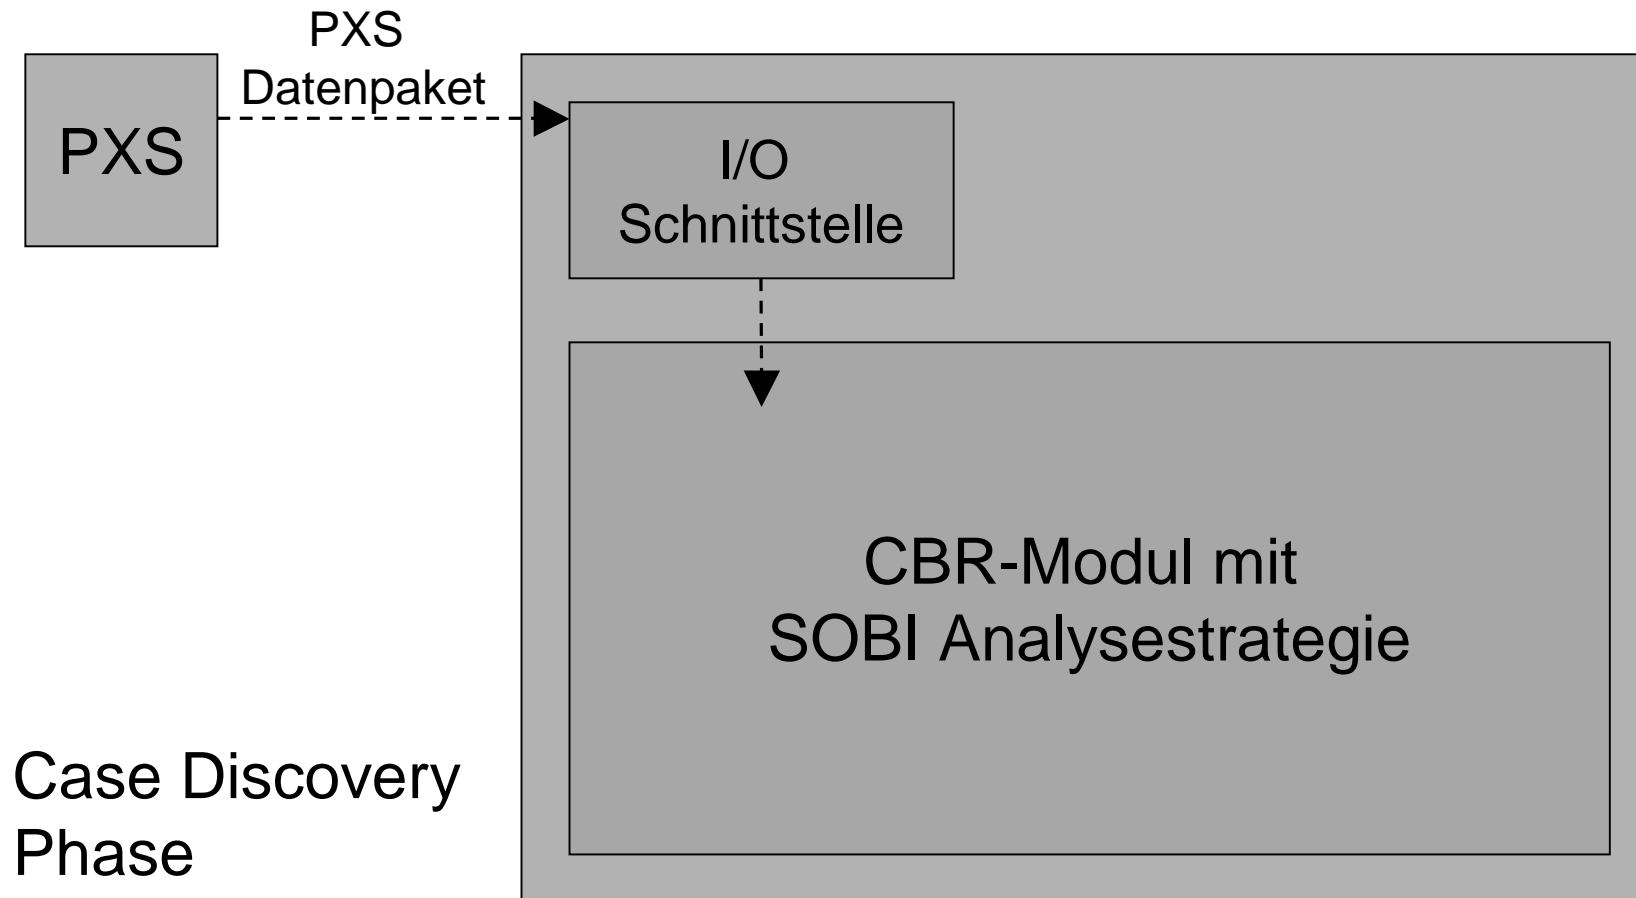 PXS
Datenpaket
PXS
I/O
Schnittstelle
CBR-Modul mit
SOBI Analysestrategie
Case Discovery
Phase